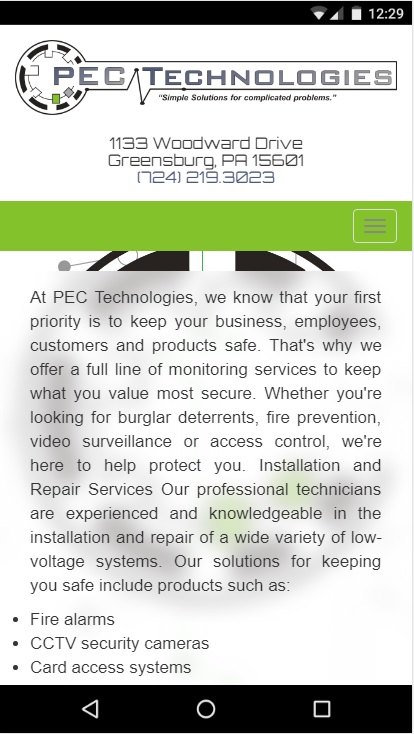 12:29
PEC TECHNOLOGIES
"Simple Solutions for complicated problems."
1133 Woodward Drive
Greensburg, PA 15601
(724) 219.3023
At PEC Technologies, we know that your first
priority is to keep your business, employees,
customers and products safe. That's why we
offer a full line of monitoring services to keep
what you value most secure. Whether you're
looking for burglar deterrents, fire prevention,
video surveillance or access control, we're
here to help protect you. Installation and
Repair Services Our professional technicians
are experienced and knowledgeable in the
installation and repair of a wide variety of low-
voltage systems. Our solutions for keeping
you safe include products such as:
• Fire alarms
• CCTV security cameras
• Card access systems